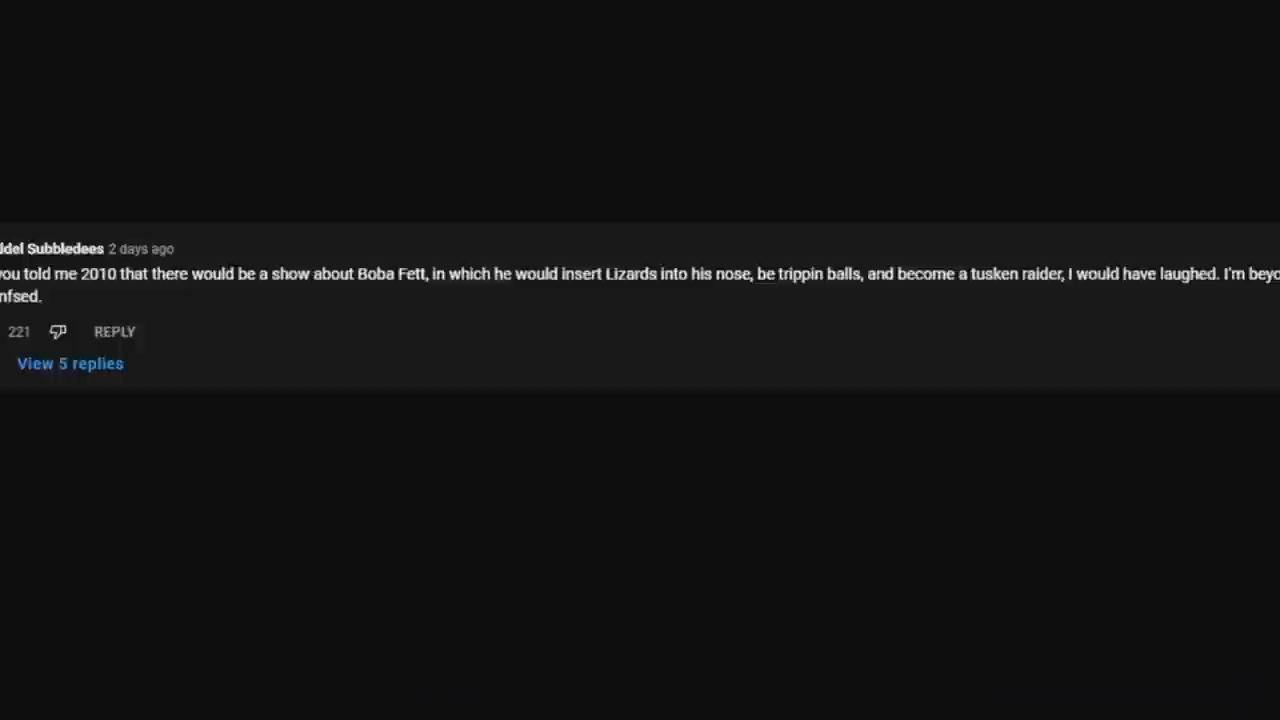 ddel Subbledees 2 days ago
you told me 2010 that there would be a show about Boba Fett, in which he would insert Lizards into his nose, be trippin balls, and become a tusken raider, I would have laughed. I'm beyo
nfsed.
221 REPLY
View 5 replies